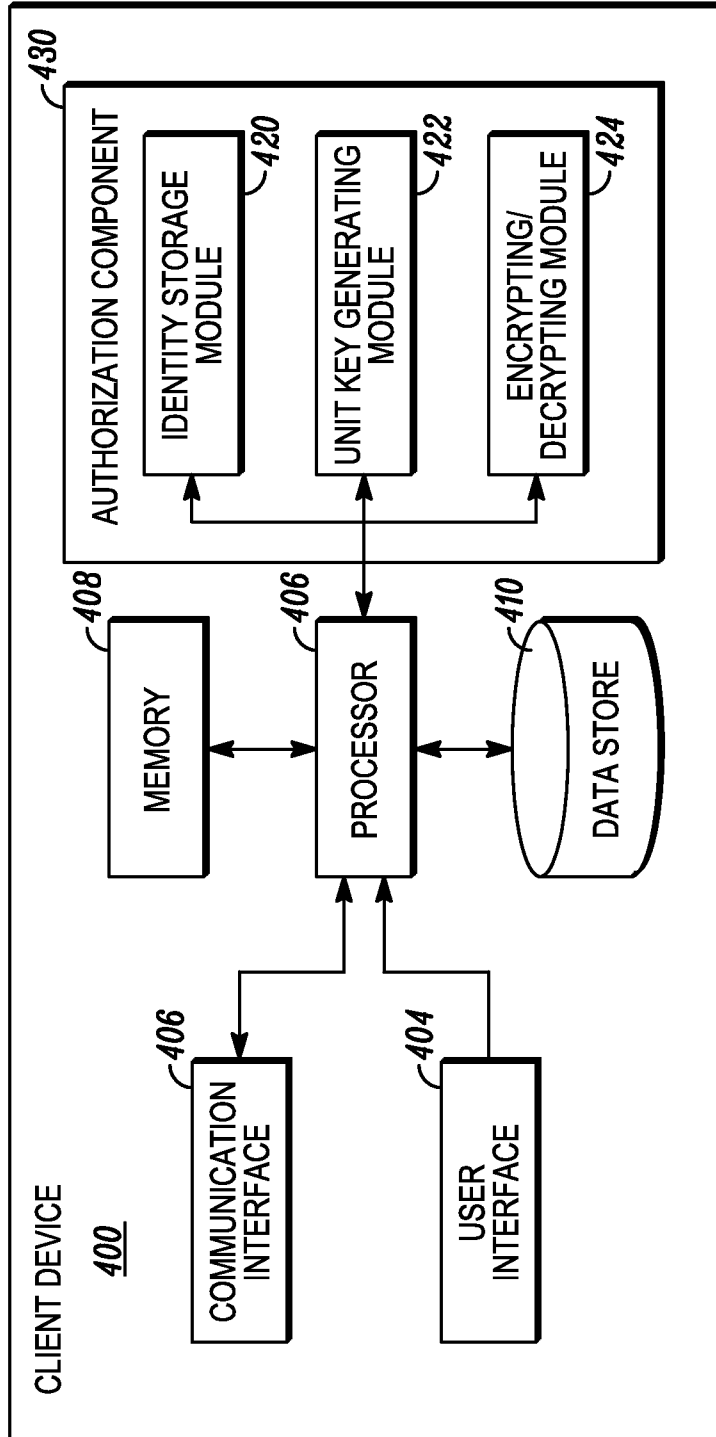 CLIENT DEVICE
400
COMMUNICATION
INTERFACE
406
USER
INTERFACE
404
MEMORY
408
PROCESSOR
406
DATA STORE
410
AUTHORIZATION COMPONENT
430
IDENTITY STORAGE
MODULE
420
UNIT KEY GENERATING
MODULE
422
ENCRYPTING/
DECRYPTING MODULE
424